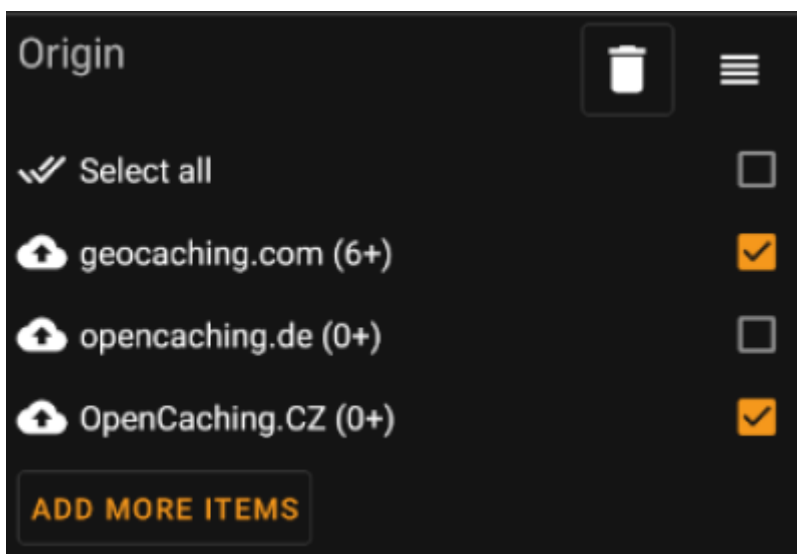 Origin
Select all
geocaching.com (6+)
opencaching.de (0+)
OpenCaching.CZ (0+)
ADD MORE ITEMS